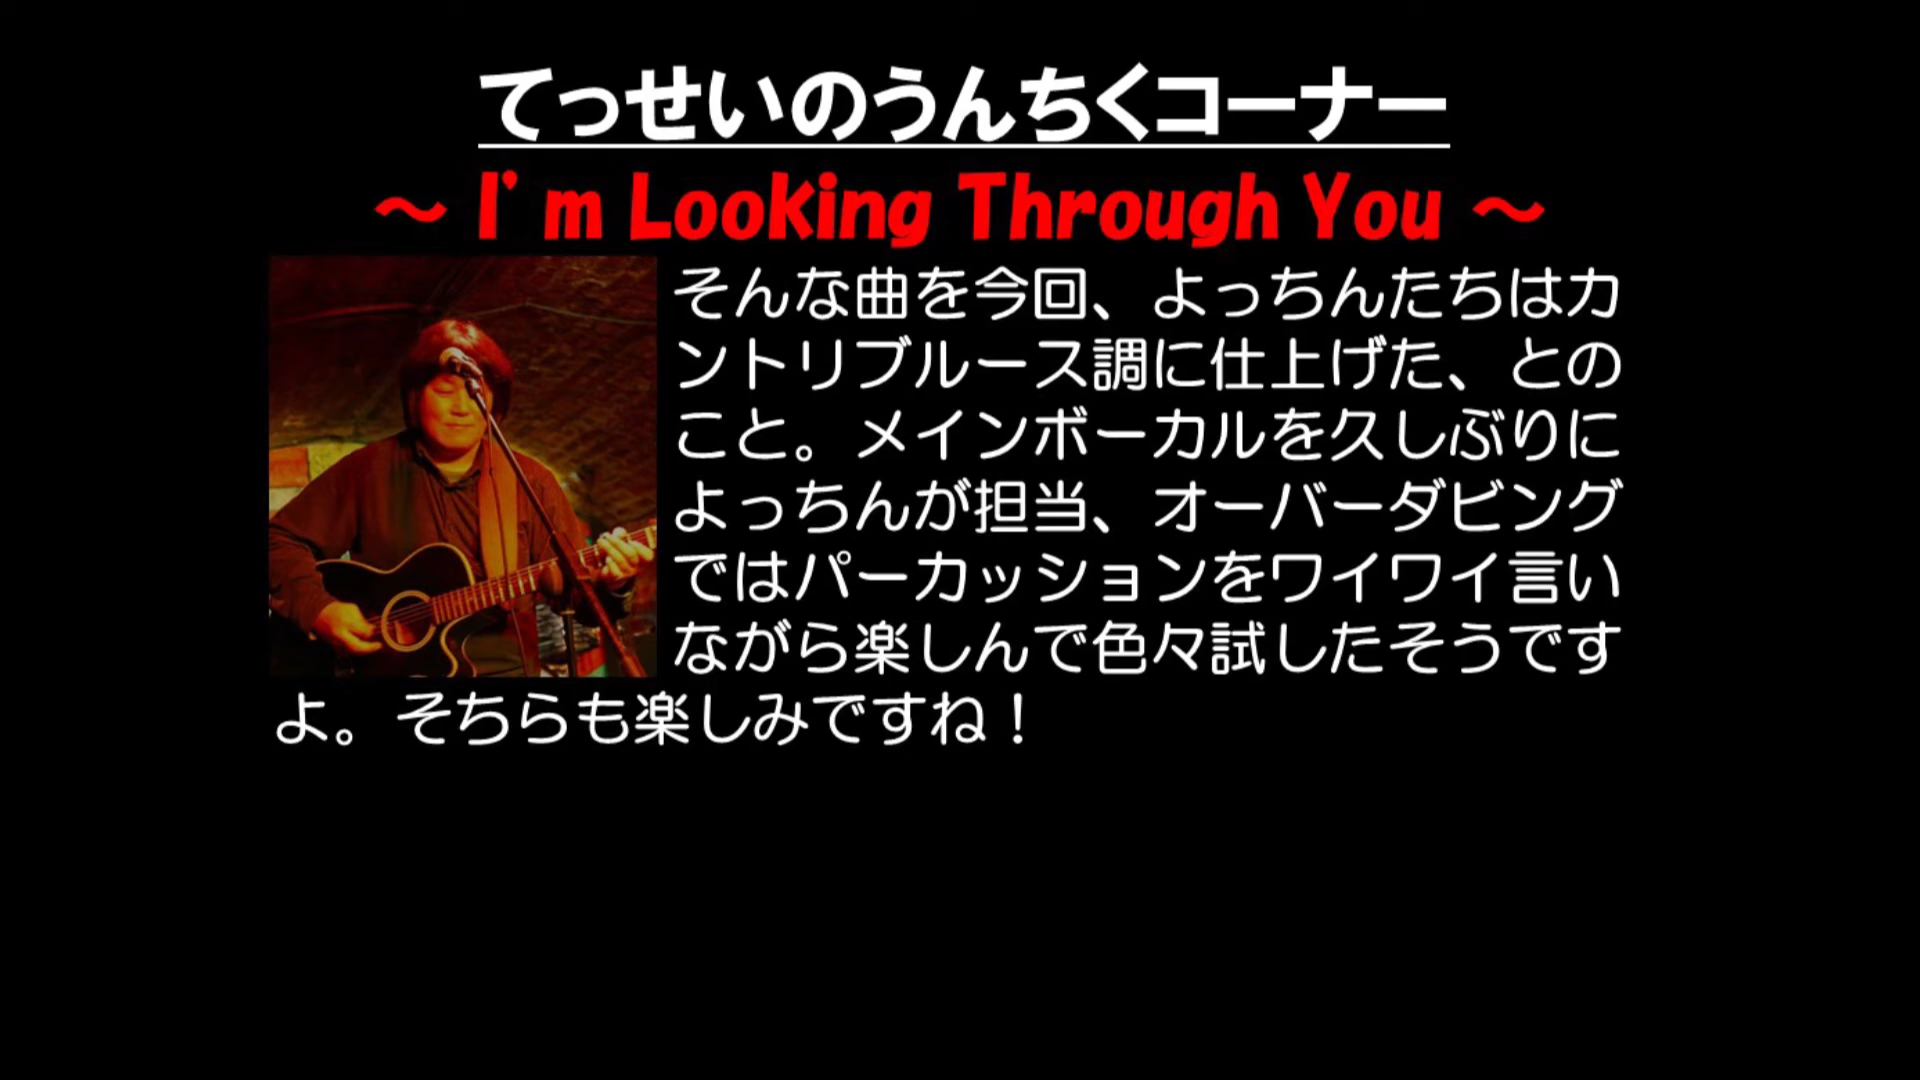 てっせいのうんちくコーナー
～ I'm Looking Through You ～
そんな曲を今回、よっちんたちはカ
ントリブルース調に仕上げた、との
こと。メインボーカルを久しぶりに
よっちんが担当、オーバーダビング
ではパーカッションをワイワイ言い
ながら楽しんで色々試したそうです
よ。そちらも楽しみですね！